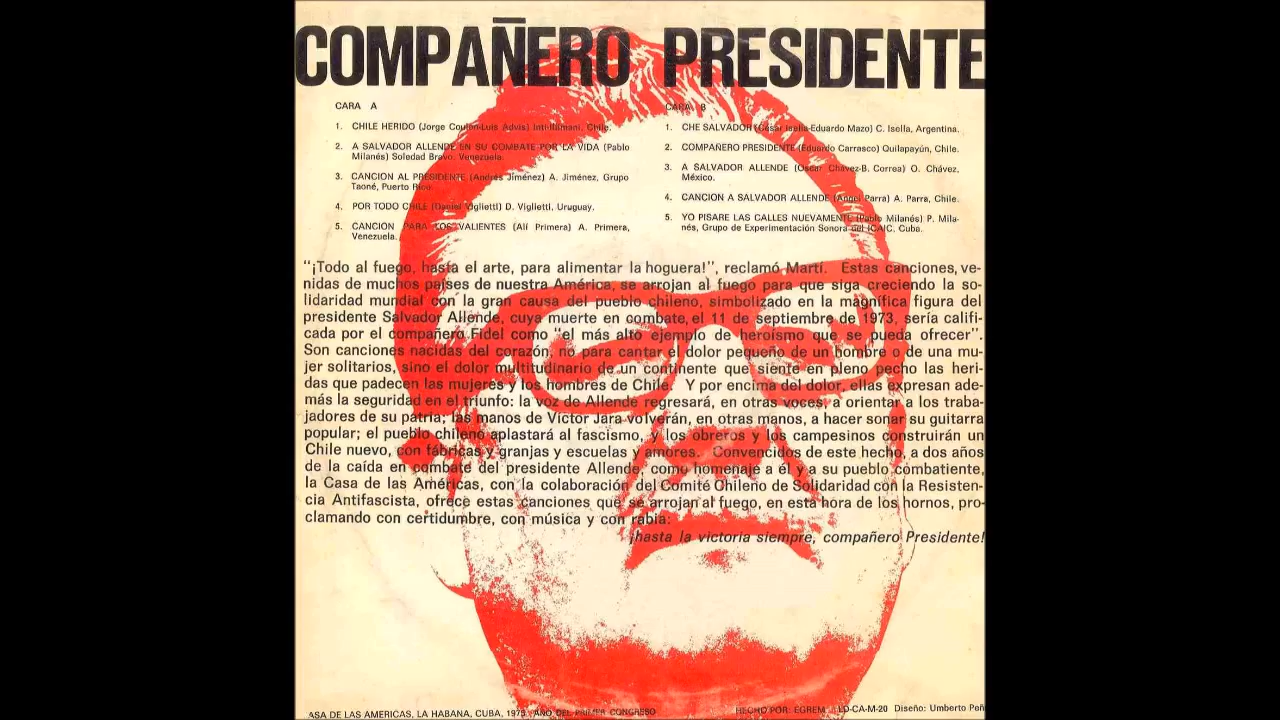 COMPAÑERO PRESIDENTE
CARA A
1. CHILE HERIDO (Jorge Coulon-Luis Advis) Inti-Illimani, Chile.
2. A SALVADOR ALLENDE EN SU COMBATE POR LA VIDA (Pablo
Milanés) Soledad Bravo. Venezuela.
3. CANCION AL PRESIDENTE (Andrés Jiménez) A. Jiménez, Grupo
Taoné, Puerto Rico.
4. POR TODO CHILE (Daniel Viglietti) D. Viglietti, Uruguay.
5. CANCION PARA LOS VALIENTES (Alí Primera) A. Primera,
Venezuela.
CARA B
1. CHE SALVADOR (César Isella-Eduardo Mazo) C. Isella, Argentina.
2. COMPAÑERO PRESIDENTE (Eduardo Carrasco) Quilapayún, Chile.
3. A SALVADOR ALLENDE (Oscar Chávez-B. Correa) O. Chávez,
México.
4. CANCION A SALVADOR ALLENDE (Angel Parra) A. Parra, Chile.
5. YO PISARE LAS CALLES NUEVAMENTE (Pablo Milanés) P. Mila-
nés, Grupo de Experimentación Sonora del ICAIC, Cuba.
"¡Todo al fuego, hasta el arte, para alimentar la hoguera!", reclamó Martí. Estas canciones, ve-
nidas de muchos países de nuestra América, se arrojan al fuego para que siga creciendo la so-
lidaridad mundial con la gran causa del pueblo chileno, simbolizado en la magnífica figura del
presidente Salvador Allende, cuya muerte en combate, el 11 de septiembre de 1973, sería califi-
cada por el compañero Fidel como "el más alto ejemplo de heroísmo que se pueda ofrecer".
Son canciones nacidas del corazón, no para cantar el dolor pequeño de un hombre o de una mu-
jer solitarios, sino el dolor multitudinario de un continente que siente en pleno pecho las heri-
das que padecen las mujeres y los hombres de Chile. Y por encima del dolor, ellas expresan ade-
más la seguridad en el triunfo: la voz de Allende regresará, en otras voces, a orientar a los traba-
jadores de su patria; las manos de Víctor Jara volverán, en otras manos, a hacer sonar su guitarra
popular; el pueblo chileno aplastará al fascismo, y los obreros y los campesinos construirán un
Chile nuevo, con fábricas y granjas y escuelas y amores. Convencidos de este hecho, a dos años
de la caída en combate del presidente Allende, como homenaje a él y a su pueblo combatiente,
la Casa de las Américas, con la colaboración del Comité Chileno de Solidaridad con la Resisten-
cia Antifascista, ofrece estas canciones que se arrojan al fuego, en esta hora de los hornos, pro-
clamando con certidumbre, con música y con rabia:
¡hasta la victoria siempre, compañero Presidente!
ASA DE LAS AMERICAS, LA HABANA, CUBA, 1975 AÑO DEL PRIMER CONGRESO
HECHO POR: EGREM LD-CA-M-20 Diseño: Umberto Peñ